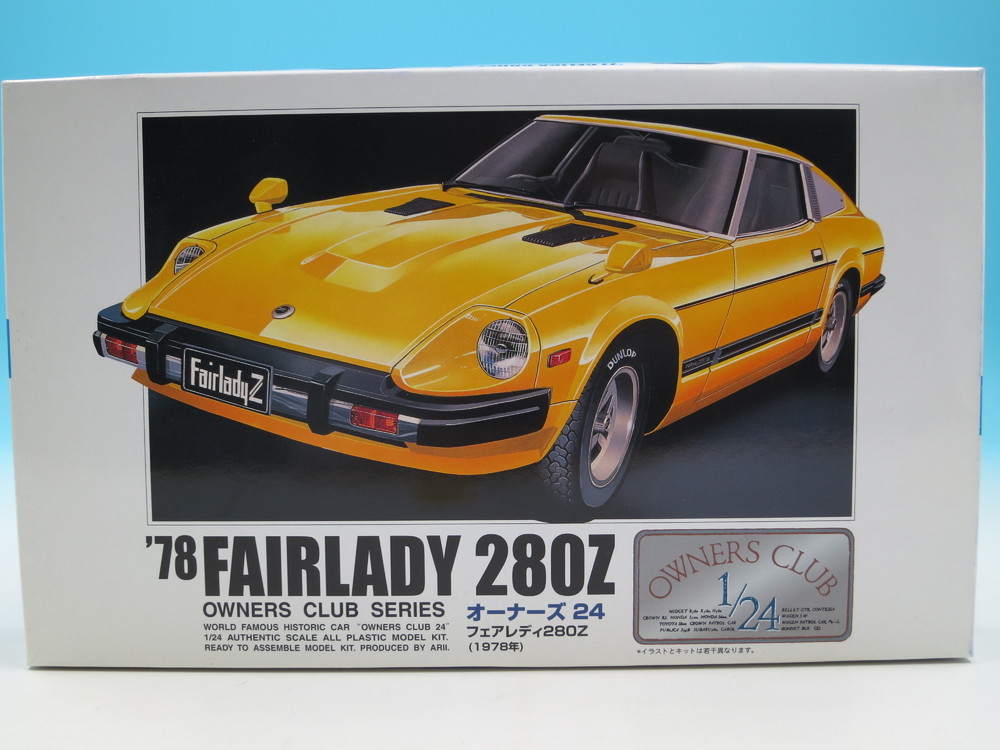 Fairlady Z
DUNLOP
'78 FAIRLADY 280Z
OWNERS CLUB SERIES
WORLD FAMOUS HISTORIC CAR "OWNERS CLUB 24"
1/24 AUTHENTIC SCALE ALL PLASTIC MODEL KIT.
READY TO ASSEMBLE MODEL KIT. PRODUCED BY ARII.
オーナーズ 24
フェアレディ280Z
(1978年)
OWNERS CLUB
1/24
*イラストとキットは若干異なります。